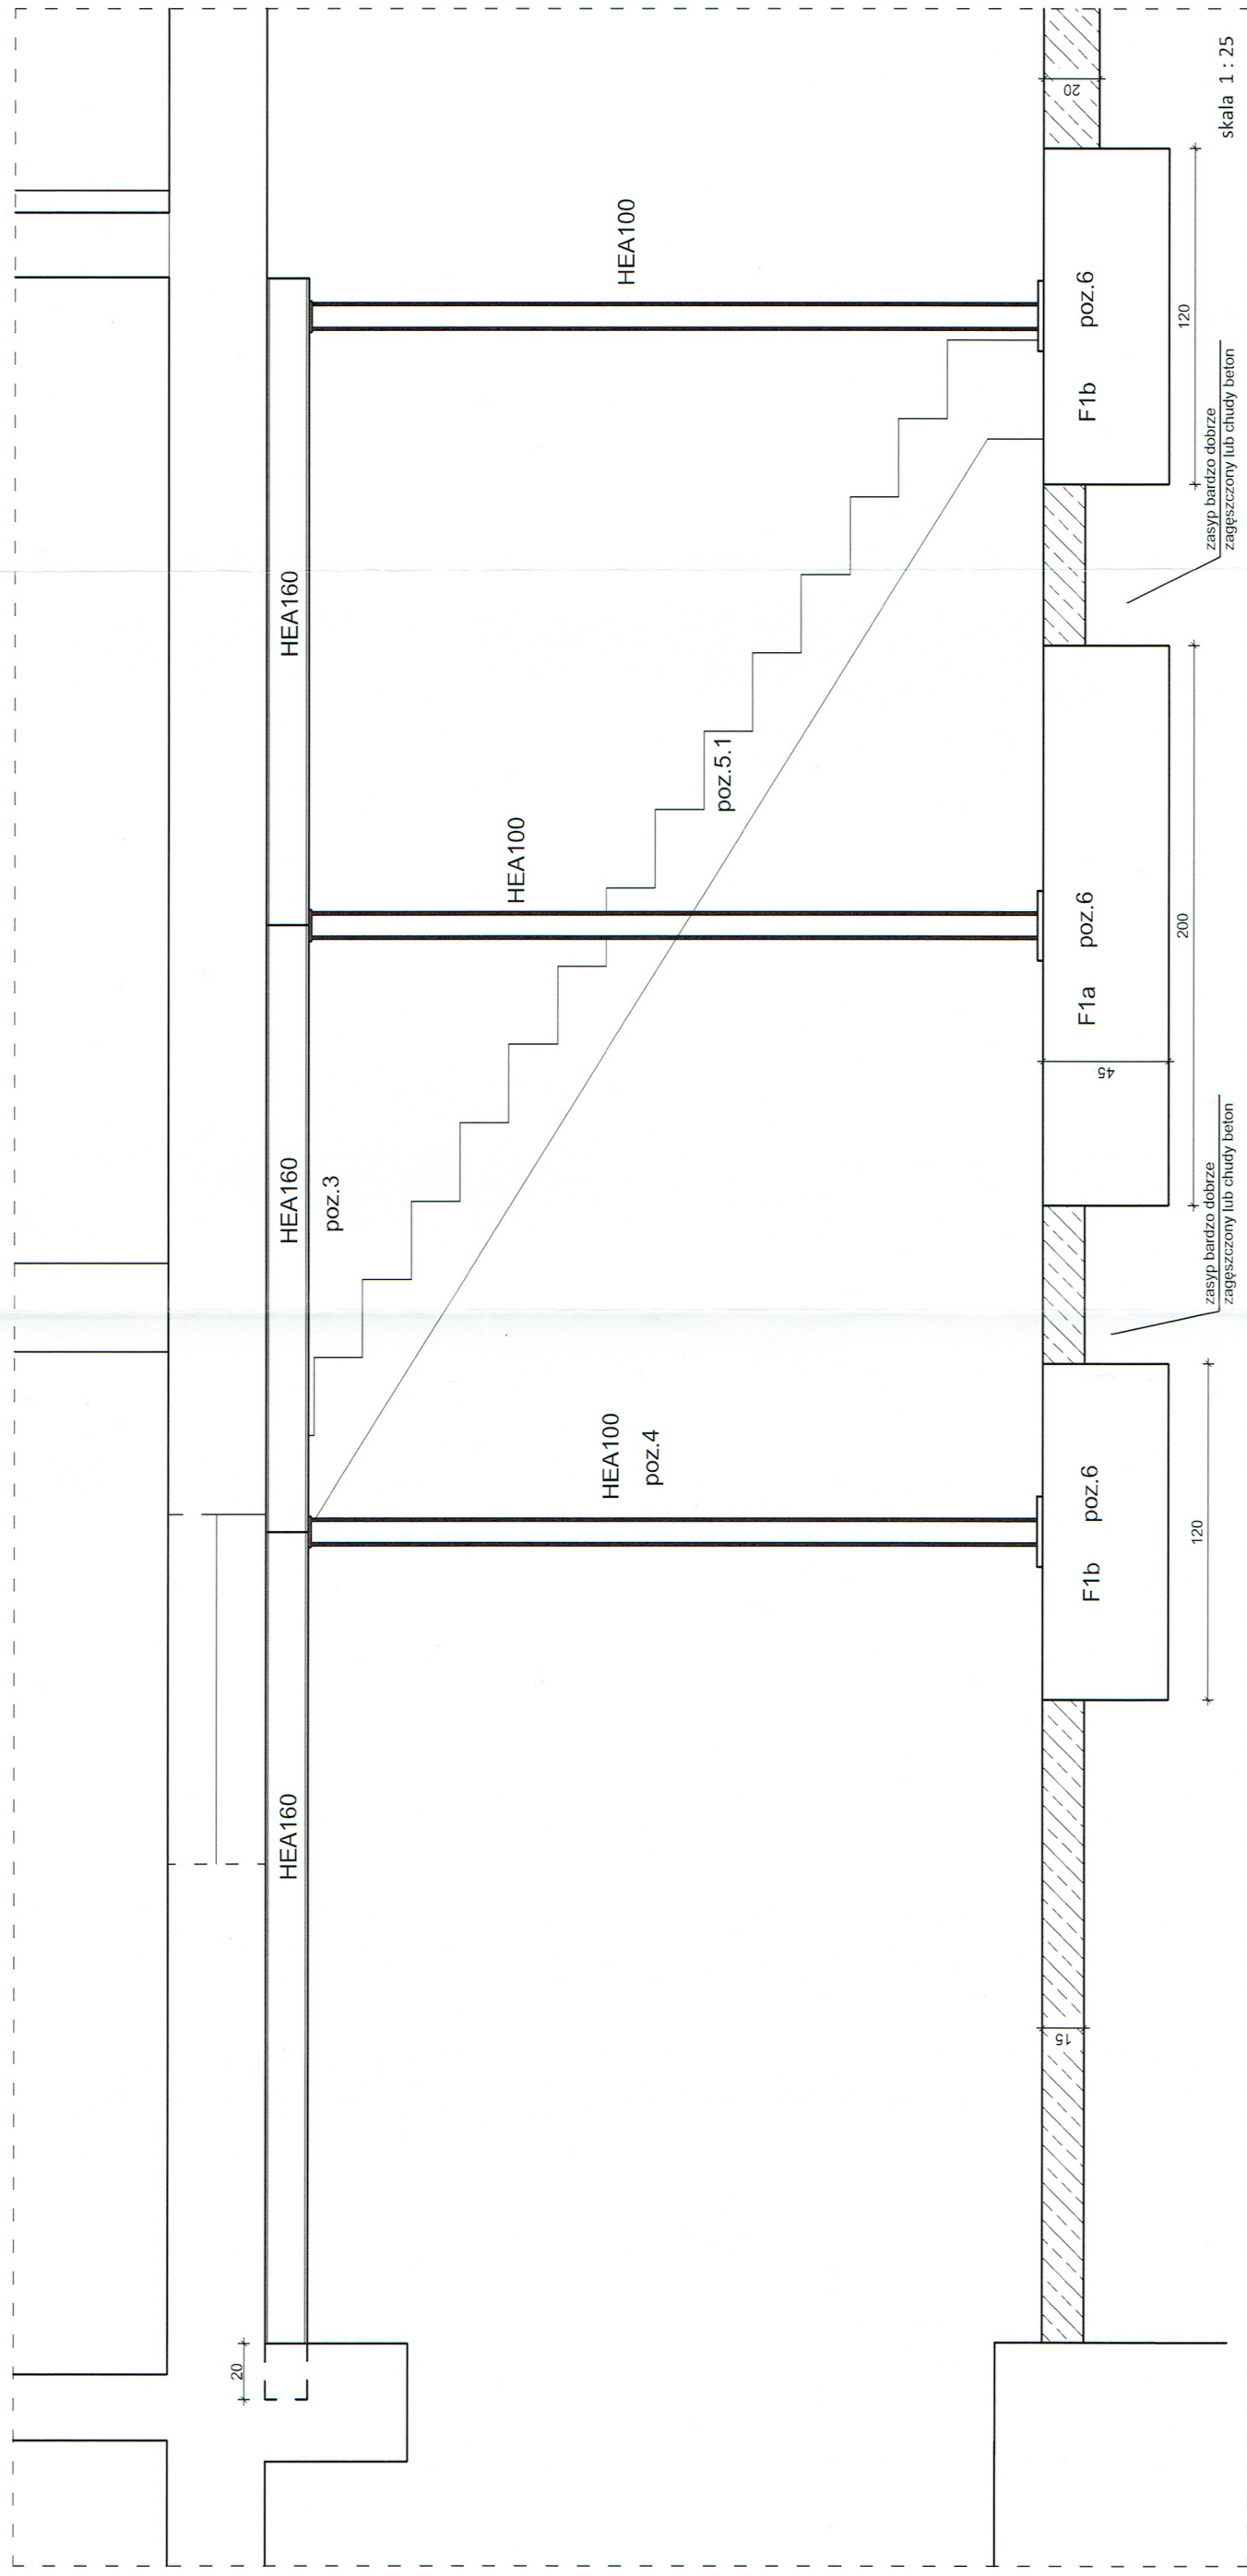 20
HEA160
HEA160
HEA160
poz.3
HEA100
poz.4
HEA100
HEA100
poz.5.1
15
F1b poz.6
120
zasyp bardzo dobrze
zagęszczony lub chudy beton
45
F1a poz.6
200
zasyp bardzo dobrze
zagęszczony lub chudy beton
F1b poz.6
120
20
skala 1 : 25